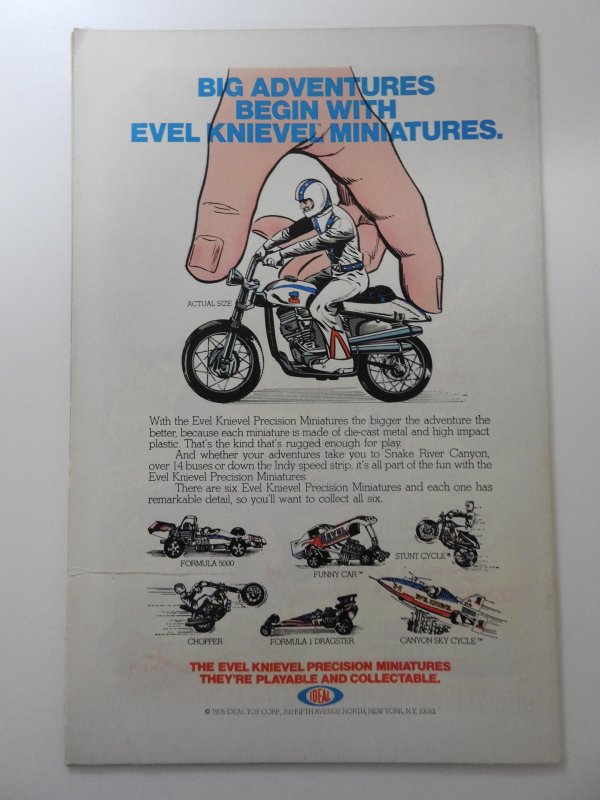 BIG ADVENTURES
BEGIN WITH
EVEL KNIEVEL™ MINIATURES.
ACTUAL SIZE
With the Evel Knievel Precision Miniatures the bigger the adventure the
better, because each miniature is made of die-cast metal and high impact
plastic. That's the kind that's rugged enough for play.
And whether your adventures take you to Snake River Canyon,
over 14 buses or down the Indy speed strip, it's all part of the fun with the
Evel Knievel Precision Miniatures.
There are six Evel Knievel Precision Miniatures and each one has
remarkable detail, so you'll want to collect all six.
FORMULA 5000
FUNNY CAR™
STUNT CYCLE®
CHOPPER
FORMULA 1 DRAGSTER
CANYON SKY CYCLE™
THE EVEL KNIEVEL PRECISION MINIATURES
THEY'RE PLAYABLE AND COLLECTABLE.
IDEAL
© 1976 IDEAL TOY CORP., 200 FIFTH AVENUE NORTH, NEW YORK, N.Y. 10010.